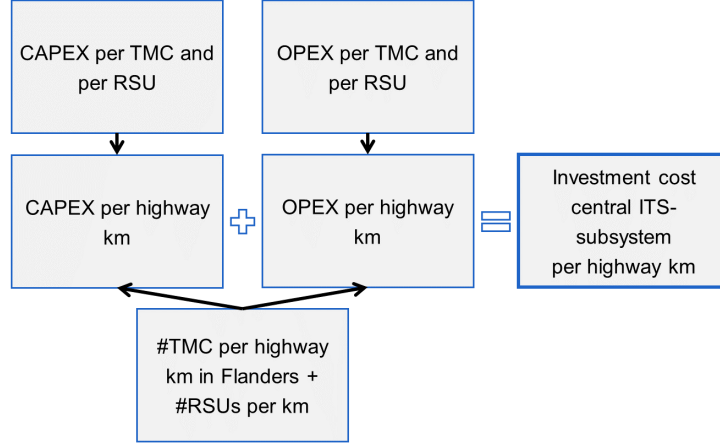 CAPEX per TMC and
per RSU
OPEX per TMC and
per RSU
CAPEX per highway
km
OPEX per highway
km
Investment cost
central ITS-
subsystem
per highway km
#TMC per highway
km in Flanders +
#RSUs per km